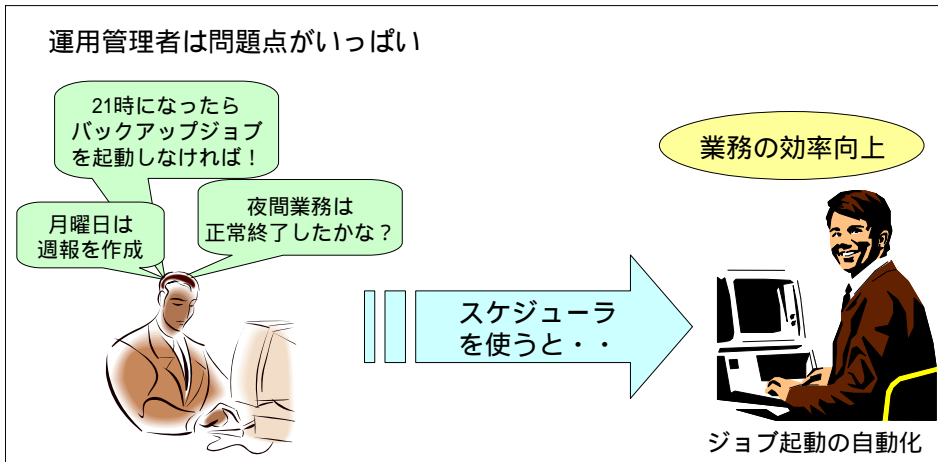 運用管理者は問題点がいっぱい
21時になったら
バックアップジョブ
を起動しなければ！
月曜日は
週報を作成
夜間業務は
正常終了したかな？
スケジューラ
を使うと・・
業務の効率向上
ジョブ起動の自動化